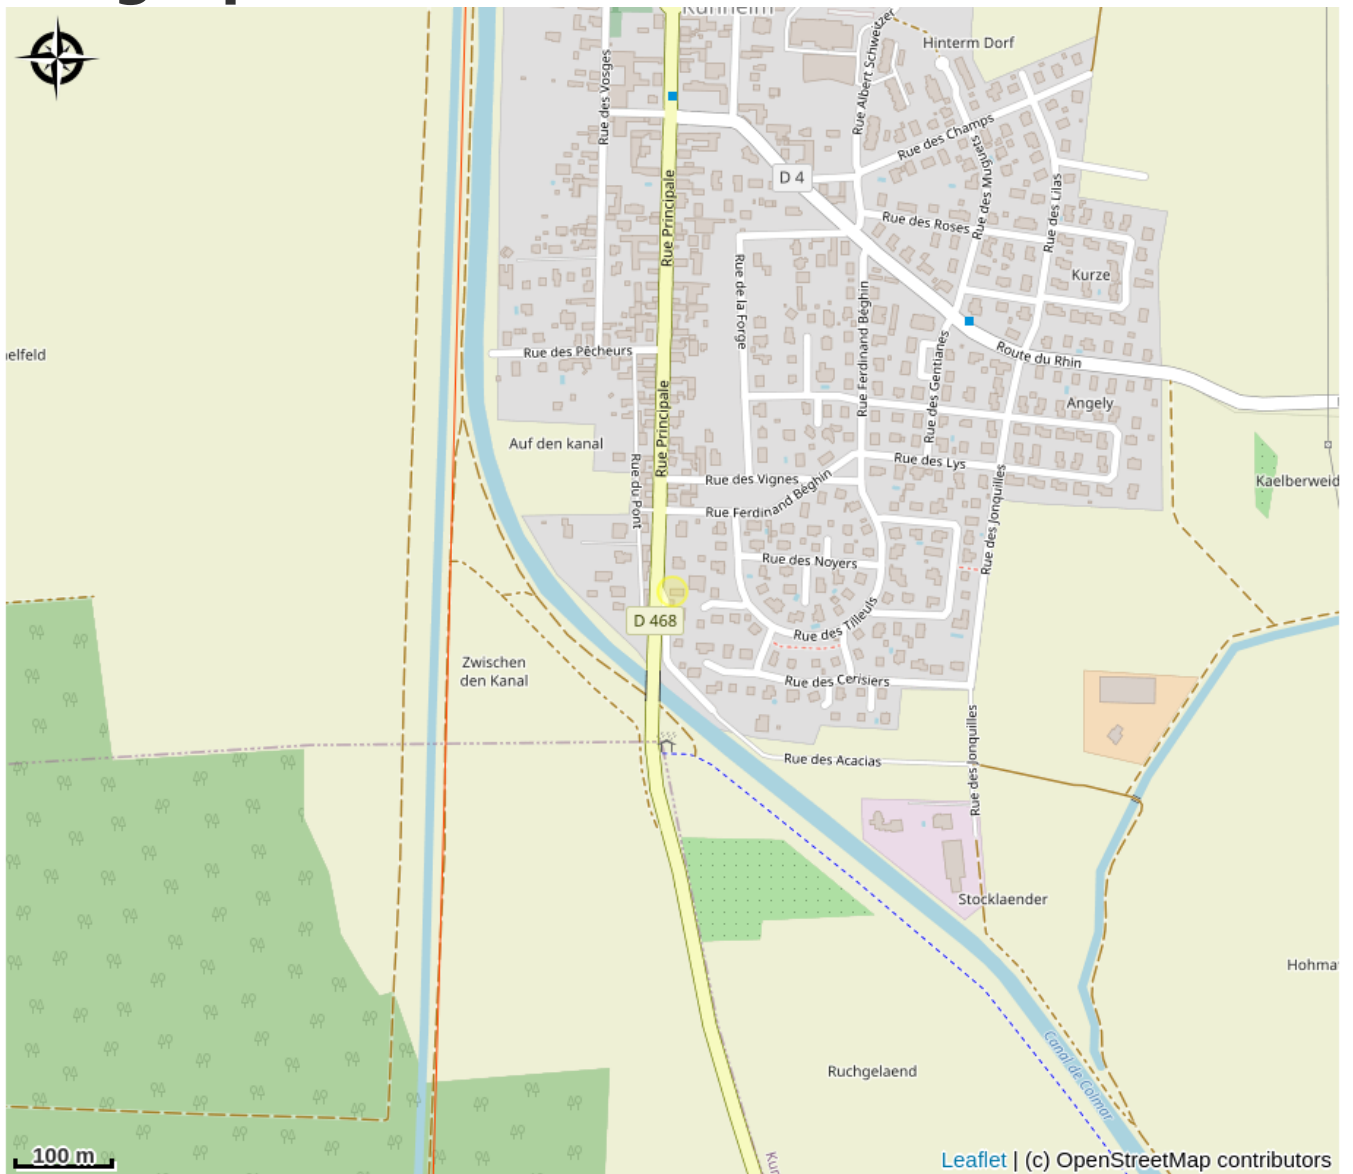 Kunheim
Hinterm Dorf
Rue Albert Schweitzer
Rue des Vosges
Rue des Champs
Rue des Muguets
D 4
Rue Principale
Rue des Lilas
Rue des Roses
Kurze
Rue de la Forge
Rue Ferdinand Béghin
Rue des Pêcheurs
Rue des Gentianes
Route du Rhin
elfeld
Rue Principale
Angely
Auf den kanal
Rue du Pont
Rue des Vignes
Rue des Lys
Kaelberweid
Rue Ferdinand Béghin
Rue des Jonquilles
Rue des Noyers
D 468
Rue des Tilleuls
Zwischen
den Kanal
Rue des Cerisiers
Rue des Acacias
Rue des Jonquilles
Stocklaender
Hohma
Canal de Colmar
Ruchgelaend
Kur
100 m
Leaflet | (c) OpenStreetMap contributors